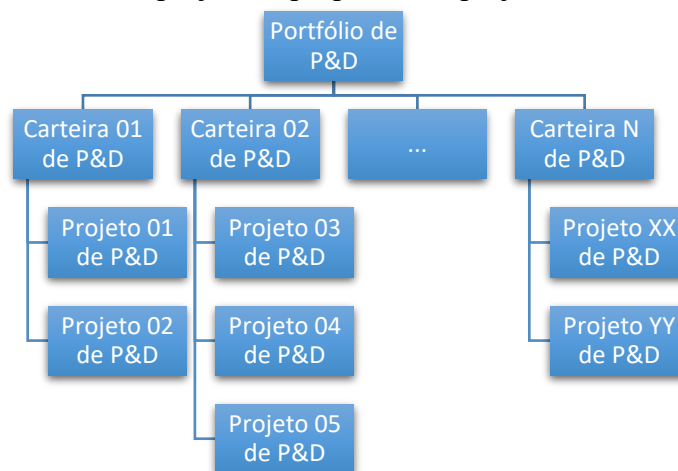 Portfólio de
P&D
Carteira 01
de P&D
Carteira 02
de P&D
...
Carteira N
de P&D
Projeto 01
de P&D
Projeto 03
de P&D
Projeto XX
de P&D
Projeto 02
de P&D
Projeto 04
de P&D
Projeto YY
de P&D
Projeto 05
de P&D